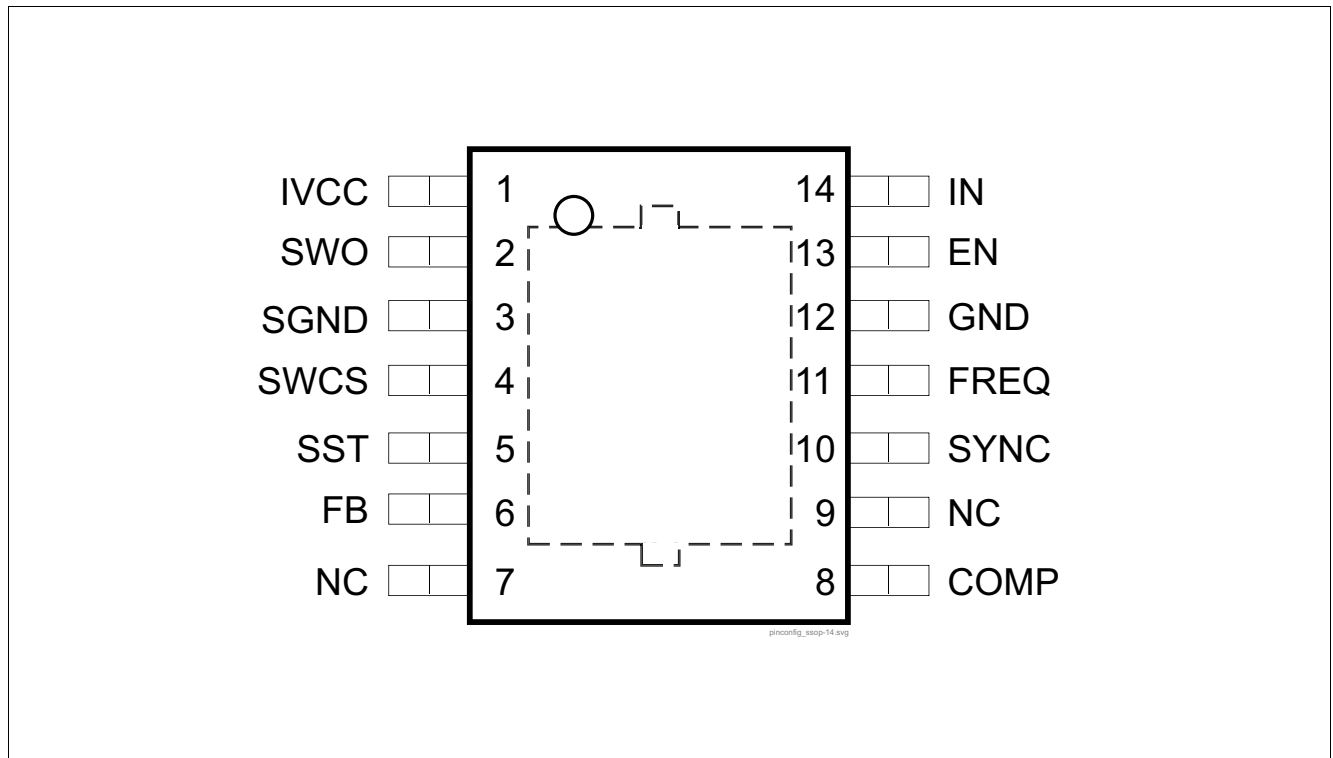 IVCC 1 14 IN
SWO 2 13 EN
SGND 3 12 GND
SWCS 4 11 FREQ
SST 5 10 SYNC
FB 6 9 NC
NC 7 8 COMP
pinconfig_ssop-14.svg